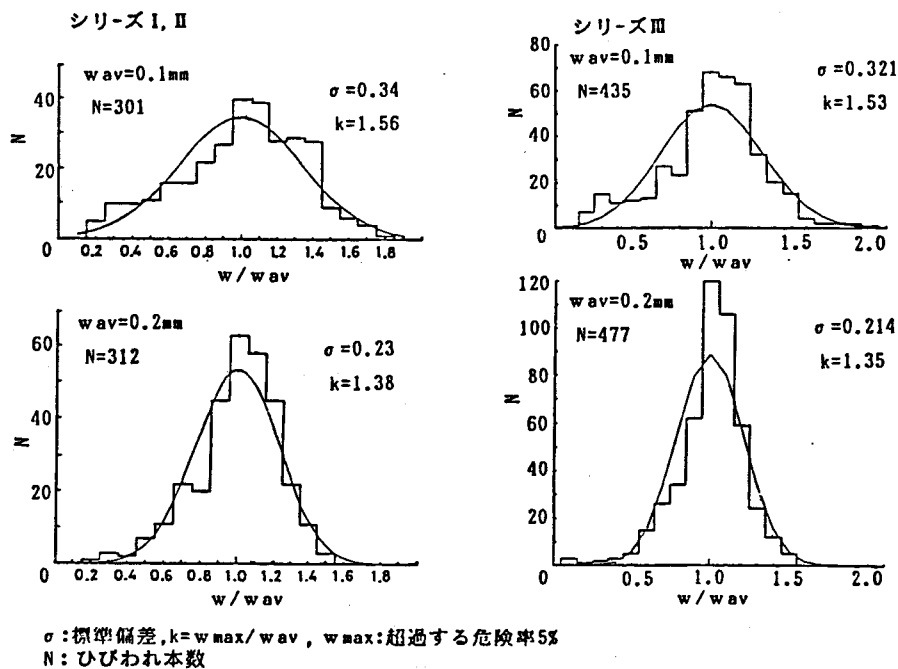 シリ-ズⅠ,Ⅱ
wav=0.1mm
N=301
σ=0.34
k=1.56
N
40
20
0
0.2 0.4 0.6 0.8 1.0 1.2 1.4 1.6 1.8
w/wav
シリ-ズⅢ
wav=0.1mm
N=435
σ=0.321
k=1.53
N
80
60
40
20
0
0.5 1.0 1.5 2.0
w/wav
wav=0.2mm
N=312
σ=0.23
k=1.38
N
60
40
20
0
0.2 0.4 0.6 0.8 1.0 1.2 1.4 1.6 1.8
w/wav
wav=0.2mm
N=477
σ=0.214
k=1.35
N
120
100
80
60
40
20
0
0.5 1.0 1.5 2.0
w/wav
σ:標準偏差,k=wmax/wav, wmax:超過する危険率5%
N:ひびわれ本数